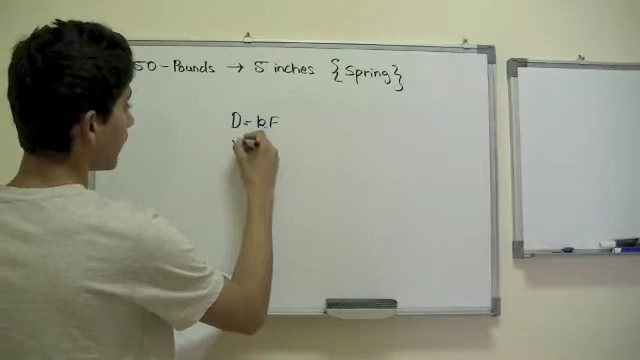 50-Pounds → 5 inches {Spring}
D=kF